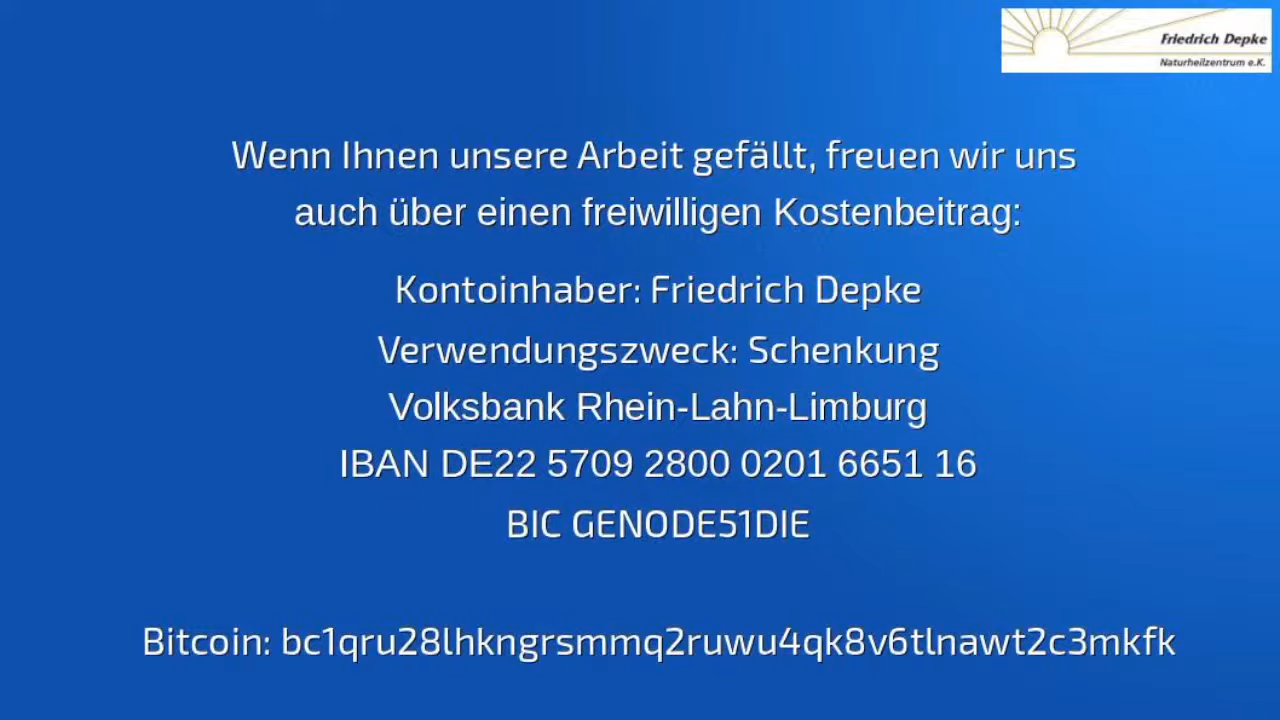 Friedrich Depke
Naturheilzentrum e.K.
Wenn Ihnen unsere Arbeit gefällt, freuen wir uns
auch über einen freiwilligen Kostenbeitrag:
Kontoinhaber: Friedrich Depke
Verwendungszweck: Schenkung
Volksbank Rhein-Lahn-Limburg
IBAN DE22 5709 2800 0201 6651 16
BIC GENODE51DIE
Bitcoin: bc1qru28lhkngrsmmq2ruwu4qk8v6tlnawt2c3mkfk